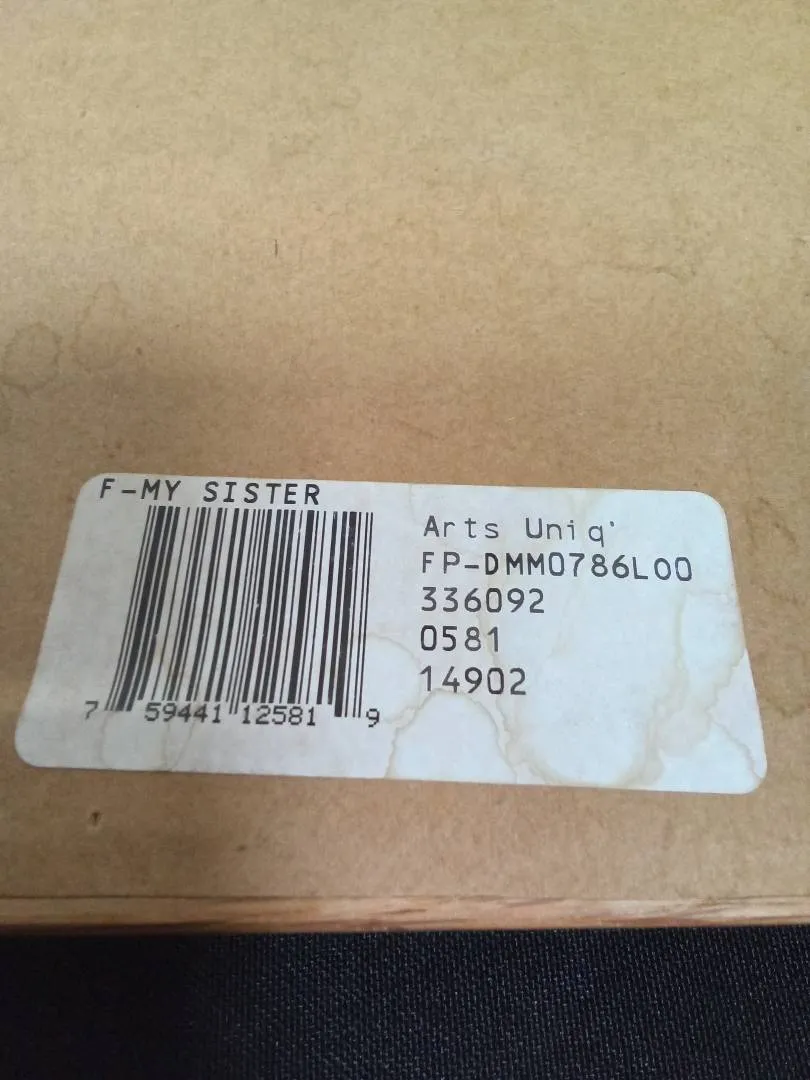 F-MY SISTER
7 59441 12581 9
Arts Uniq'
FP-DMM0786L00
336092
0581
14902